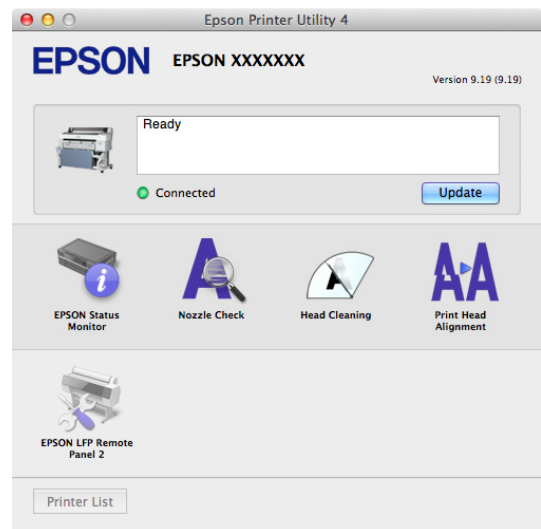 Epson Printer Utility 4
EPSON
EPSON XXXXXXX
Version 9.19 (9.19)
Ready
Connected
Update
EPSON Status
Monitor
Nozzle Check
Head Cleaning
Print Head
Alignment
EPSON LFP Remote
Panel 2
Printer List